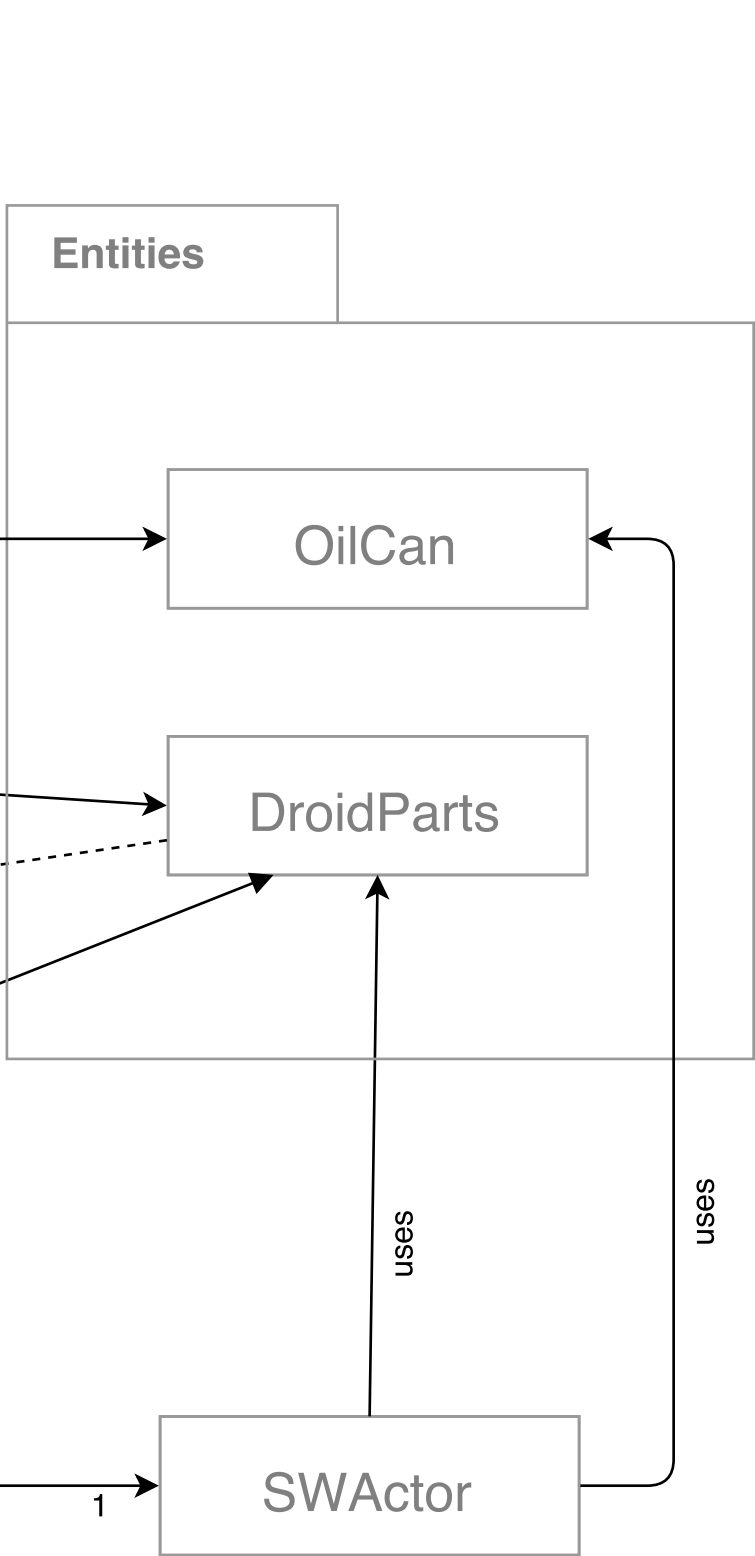 Entities
OilCan
DroidParts
uses
uses
SWActor
1